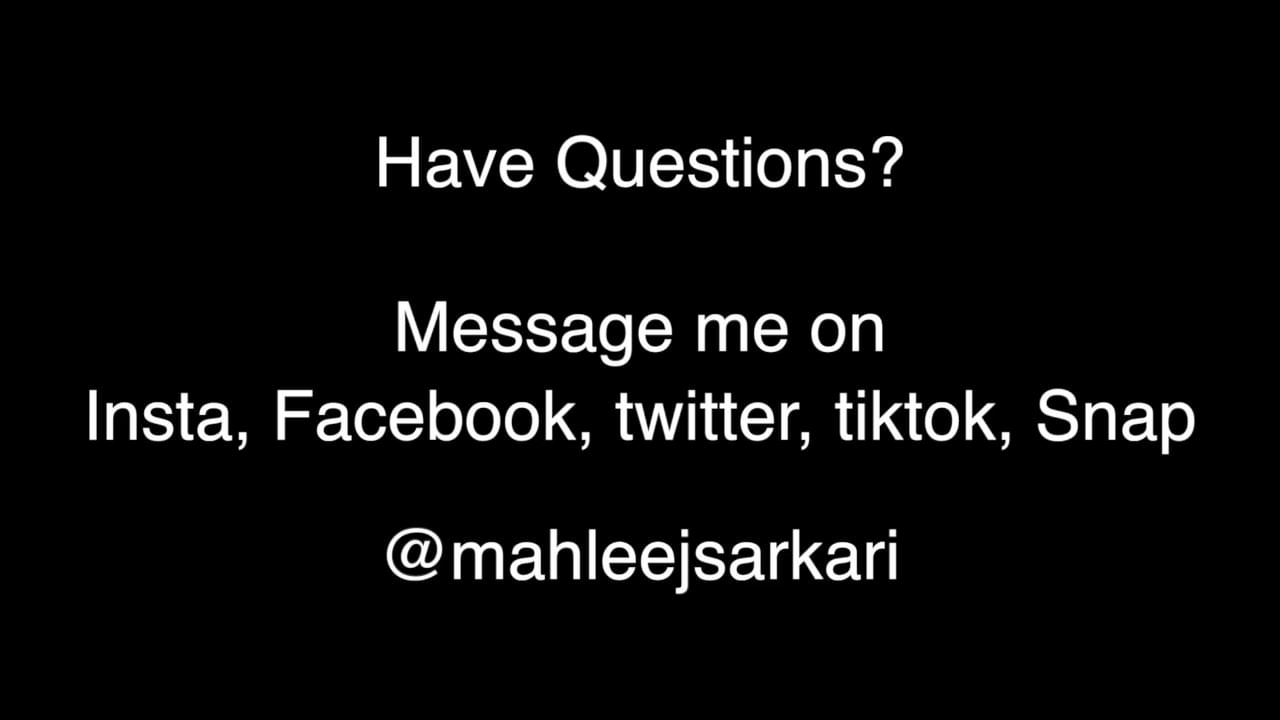 Have Questions?
Message me on
Insta, Facebook, twitter, tiktok, Snap
@mahleejsarkari